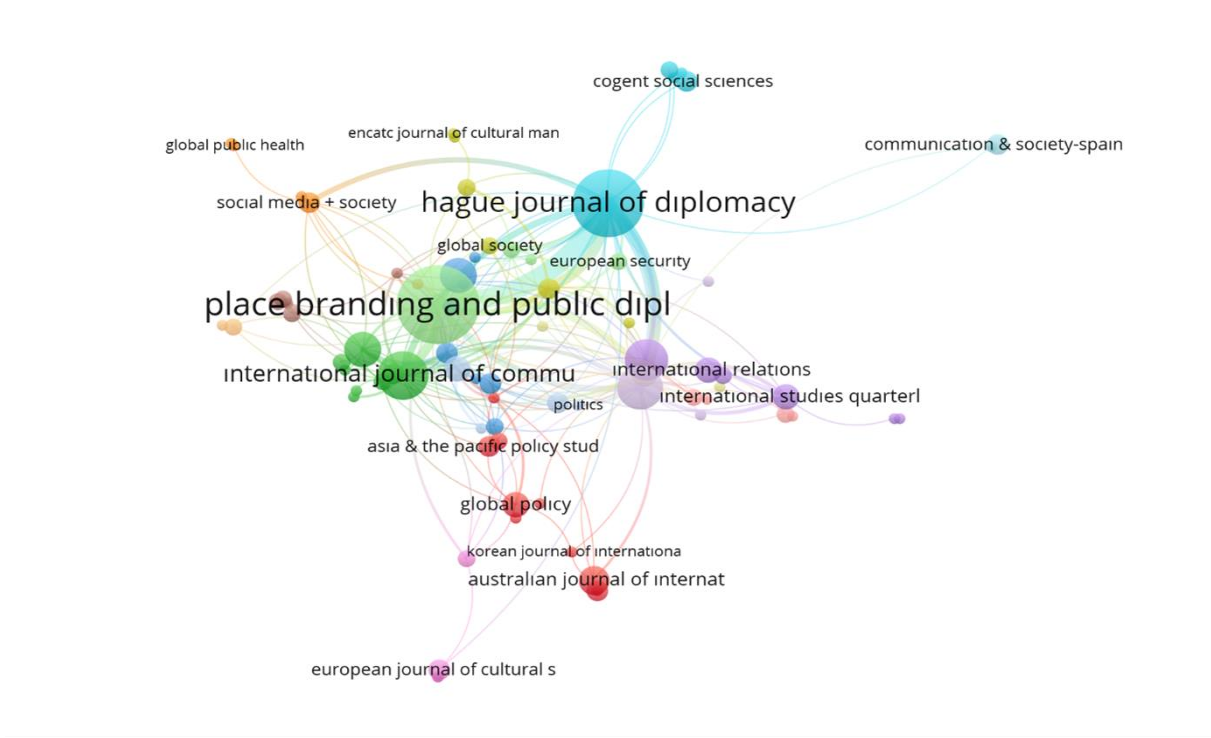 cogent social sciences
encatc journal of cultural man
global public health
communication & society-spain
social media + society
hague journal of diplomacy
global society
european security
place branding and public dipl
international journal of commu
international relations
international studies quarterl
politics
asia & the pacific policy stud
global policy
korean journal of internationa
australian journal of internat
european journal of cultural s